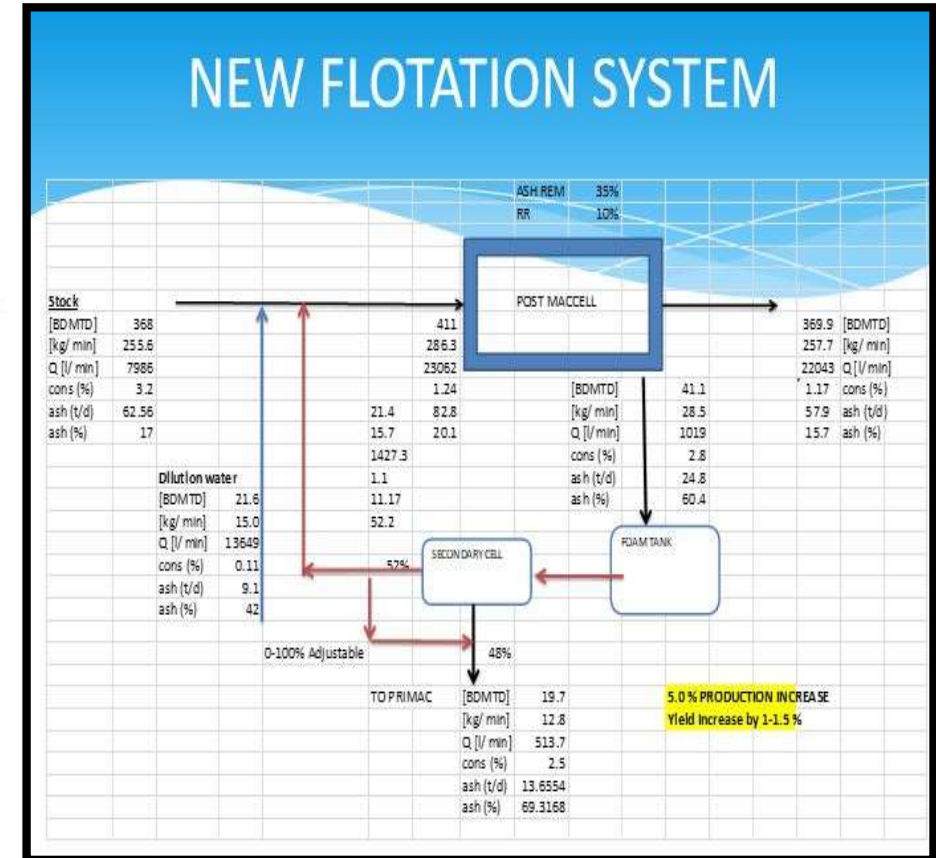 NEW FLOTATION SYSTEM
ASH REM 35%
RR 10%
POST MACCELL
Stock
[BDMTD] 368
[kg/ min] 255.6
Q [l/ min] 7986
cons (%) 3.2
ash (t/d) 62.56
ash (%) 17
411
286.3
23062
1.24
82.8
20.1
21.4
15.7
1427.3
1.1
11.17
52.2
369.9 [BDMTD]
257.7 [kg/ min]
22043 Q [l/ min]
1.17 cons (%)
57.9 ash (t/d)
15.7 ash (%)
[BDMTD] 41.1
[kg/ min] 28.5
Q [l/ min] 1019
cons (%) 2.8
ash (t/d) 24.8
ash (%) 60.4
Dilution water
[BDMTD] 21.6
[kg/ min] 15.0
Q [l/ min] 13649
cons (%) 0.11
ash (t/d) 9.1
ash (%) 42
52%
SECONDARY CELL
FOAM TANK
0-100% Adjustable
48%
TO PRIMAC
[BDMTD] 19.7
[kg/ min] 12.8
Q [l/ min] 513.7
cons (%) 2.5
ash (t/d) 13.6554
ash (%) 69.3168
5.0 % PRODUCTION INCREASE
Yield Increase by 1-1.5 %